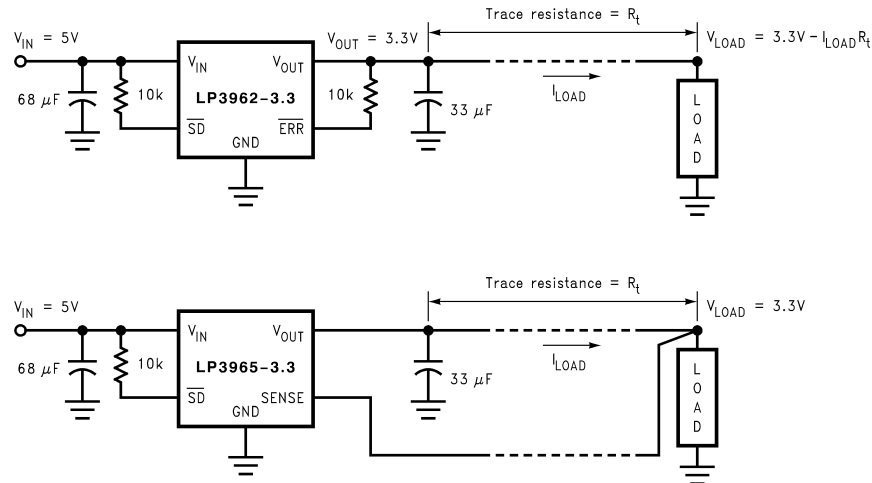 Trace resistance = Rt
VIN = 5V
VOUT = 3.3V
VLOAD = 3.3V - ILOADRt
VIN
VOUT
68 μF
10k
LP3962-3.3
10k
33 μF
ILOAD
SD
ERR
GND
LOAD
Trace resistance = Rt
VIN = 5V
VLOAD = 3.3V
VIN
VOUT
68 μF
10k
LP3965-3.3
33 μF
ILOAD
SD
SENSE
GND
LOAD